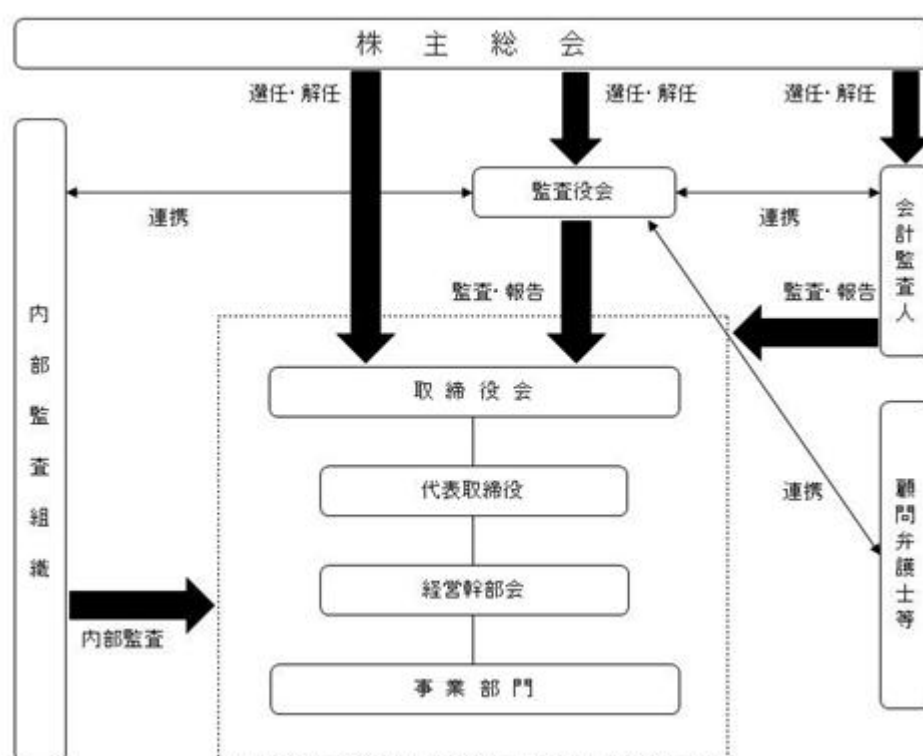 株主総会
選任・解任
選任・解任
選任・解任
監査役会
連携
連携
会計監査人
監査・報告
監査・報告
内部監査組織
取締役会
代表取締役
連携
顧問弁護士等
経営幹部会
内部監査
事業部門